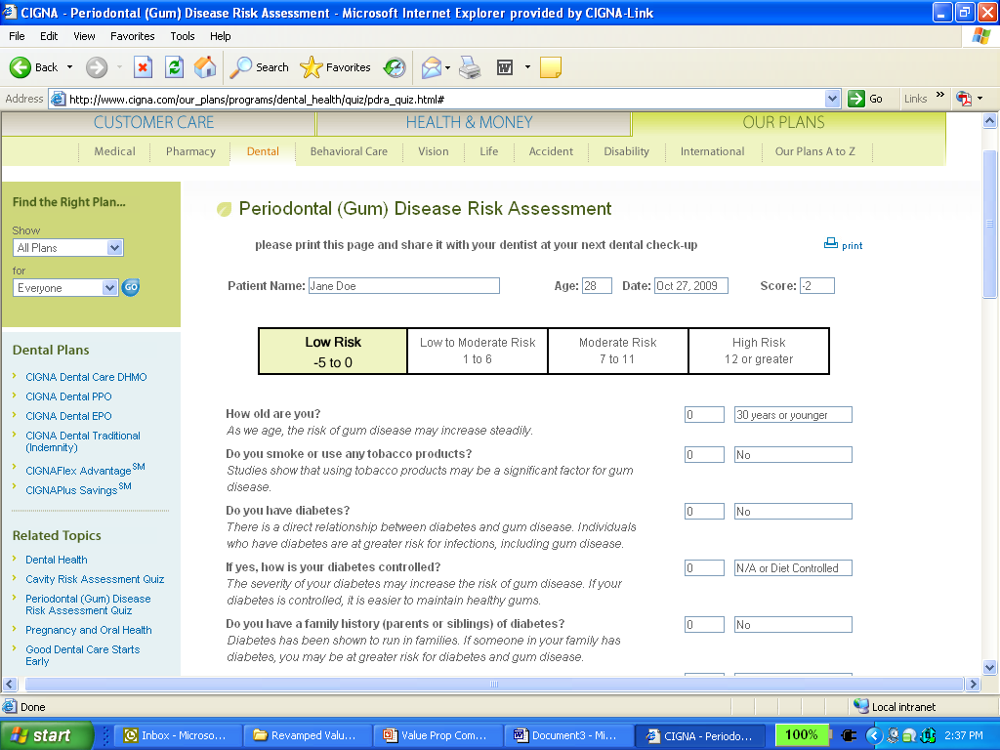 CIGNA - Periodontal (Gum) Disease Risk Assessment - Microsoft Internet Explorer provided by CIGNA-Link
File Edit View Favorites Tools Help
Back Search Favorites
Address http://www.cigna.com/our_plans/programs/dental_health/quiz/pdra_quiz.html# Go Links »
CUSTOMER CARE HEALTH & MONEY OUR PLANS
Medical Pharmacy Dental Behavioral Care Vision Life Accident Disability International Our Plans A to Z
Find the Right Plan...
Show
All Plans
for
Everyone GO
Dental Plans
CIGNA Dental Care DHMO
CIGNA Dental PPO
CIGNA Dental EPO
CIGNA Dental Traditional
(Indemnity)
CIGNAFlex Advantage SM
CIGNAPlus Savings SM
Related Topics
Dental Health
Cavity Risk Assessment Quiz
Periodontal (Gum) Disease
Risk Assessment Quiz
Pregnancy and Oral Health
Good Dental Care Starts
Early
Periodontal (Gum) Disease Risk Assessment
please print this page and share it with your dentist at your next dental check-up print
Patient Name: Jane Doe Age: 28 Date: Oct 27, 2009 Score: -2
Low Risk Low to Moderate Risk Moderate Risk High Risk
-5 to 0 1 to 6 7 to 11 12 or greater
How old are you? 0 30 years or younger
As we age, the risk of gum disease may increase steadily.
Do you smoke or use any tobacco products? 0 No
Studies show that using tobacco products may be a significant factor for gum
disease.
Do you have diabetes? 0 No
There is a direct relationship between diabetes and gum disease. Individuals
who have diabetes are at greater risk for infections, including gum disease.
If yes, how is your diabetes controlled? 0 N/A or Diet Controlled
The severity of your diabetes may increase the risk of gum disease. If your
diabetes is controlled, it is easier to maintain healthy gums.
Do you have a family history (parents or siblings) of diabetes? 0 No
Diabetes has been shown to run in families. If someone in your family has
diabetes, you may be at greater risk for diabetes and gum disease.
Done Local intranet
start Inbox - Microso... Revamped Valu... Value Prop Com... Document3 - Mi... CIGNA - Periodo... 100% 2:37 PM